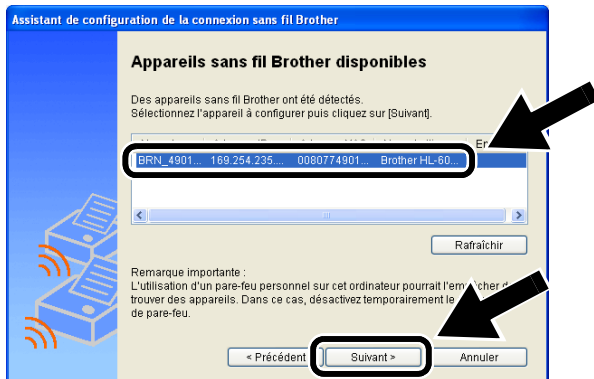 Assistant de configuration de la connexion sans fil Brother
Appareils sans fil Brother disponibles
Des appareils sans fil Brother ont été détectés.
Sélectionnez l'appareil à configurer puis cliquez sur [Suivant].
BRN_4901... 169.254.235.... 0080774901... Brother HL-60...
Rafraîchir
Remarque importante :
L'utilisation d'un pare-feu personnel sur cet ordinateur pourrait
trouver des appareils. Dans ce cas, désactivez temporairement le
de pare-feu.
< Précédent Suivant > Annuler